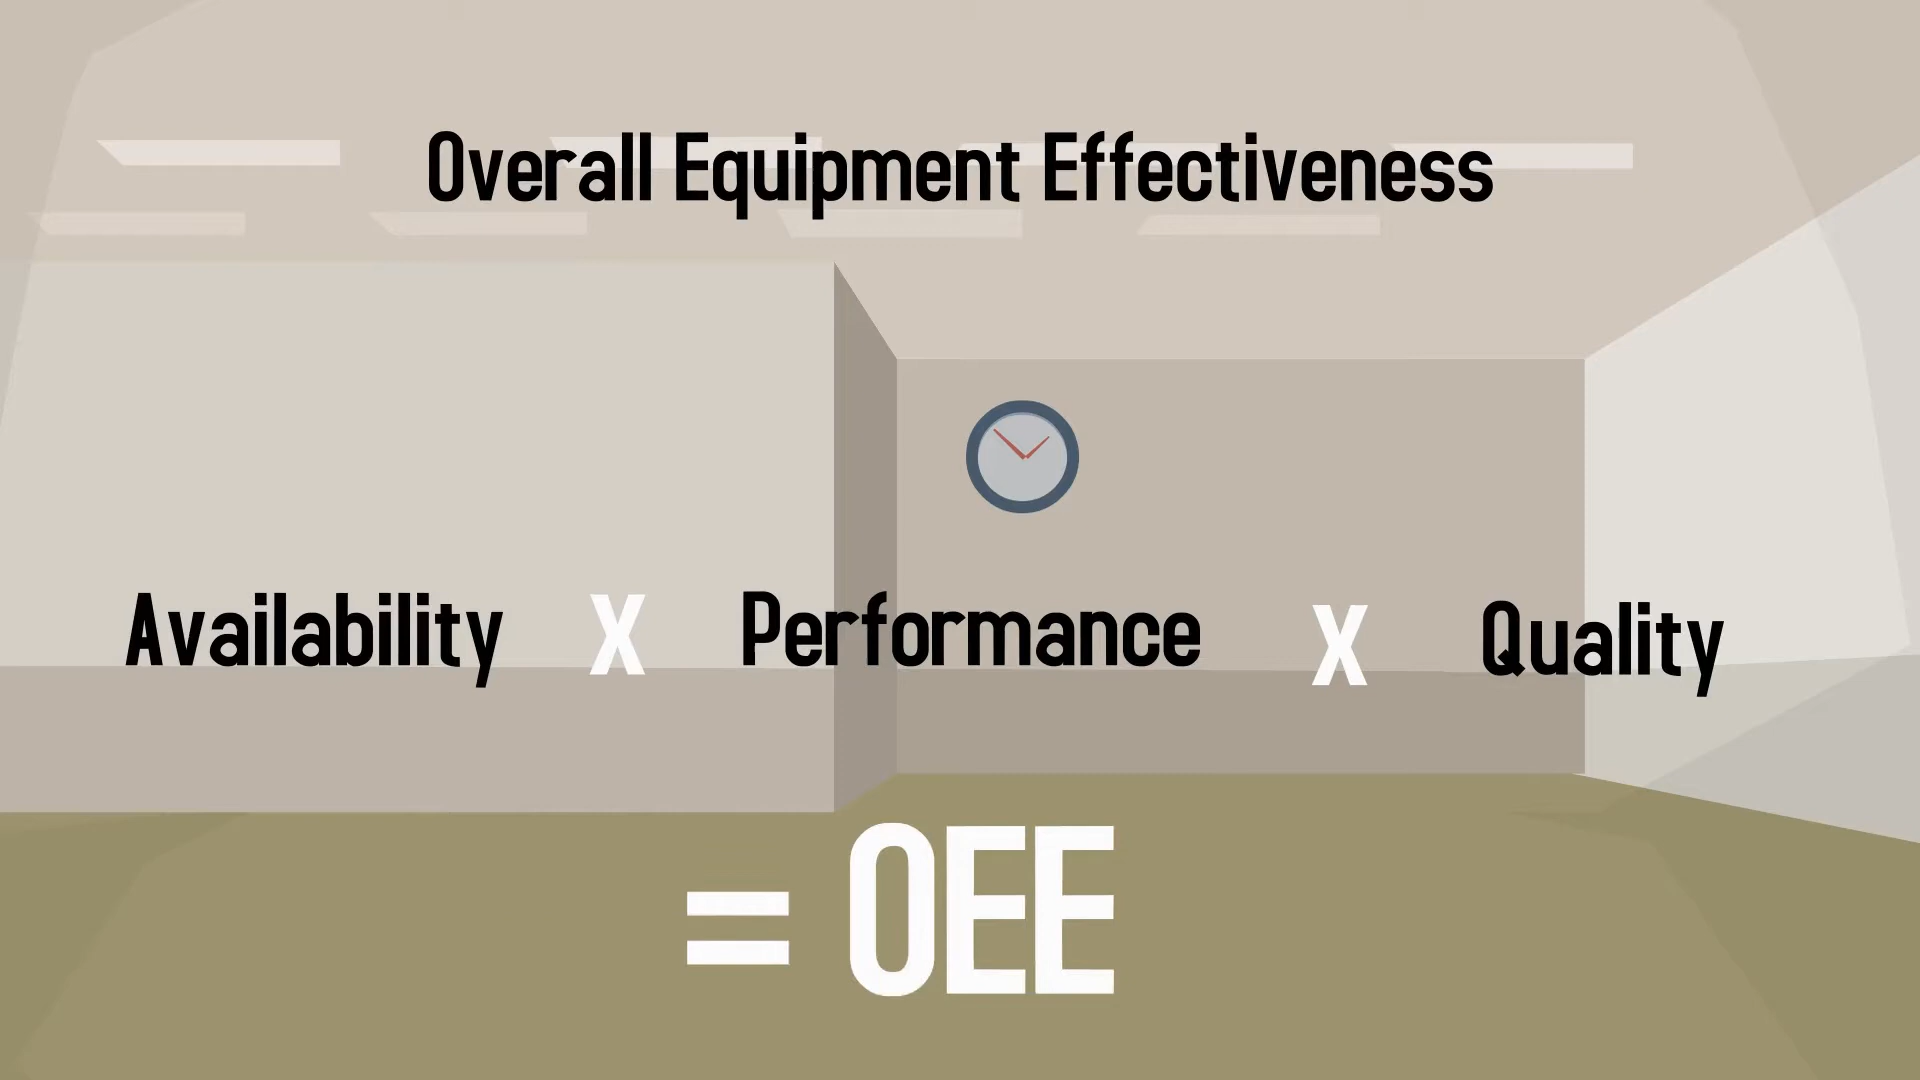 Overall Equipment Effectiveness
Availability X Performance X Quality
= OEE